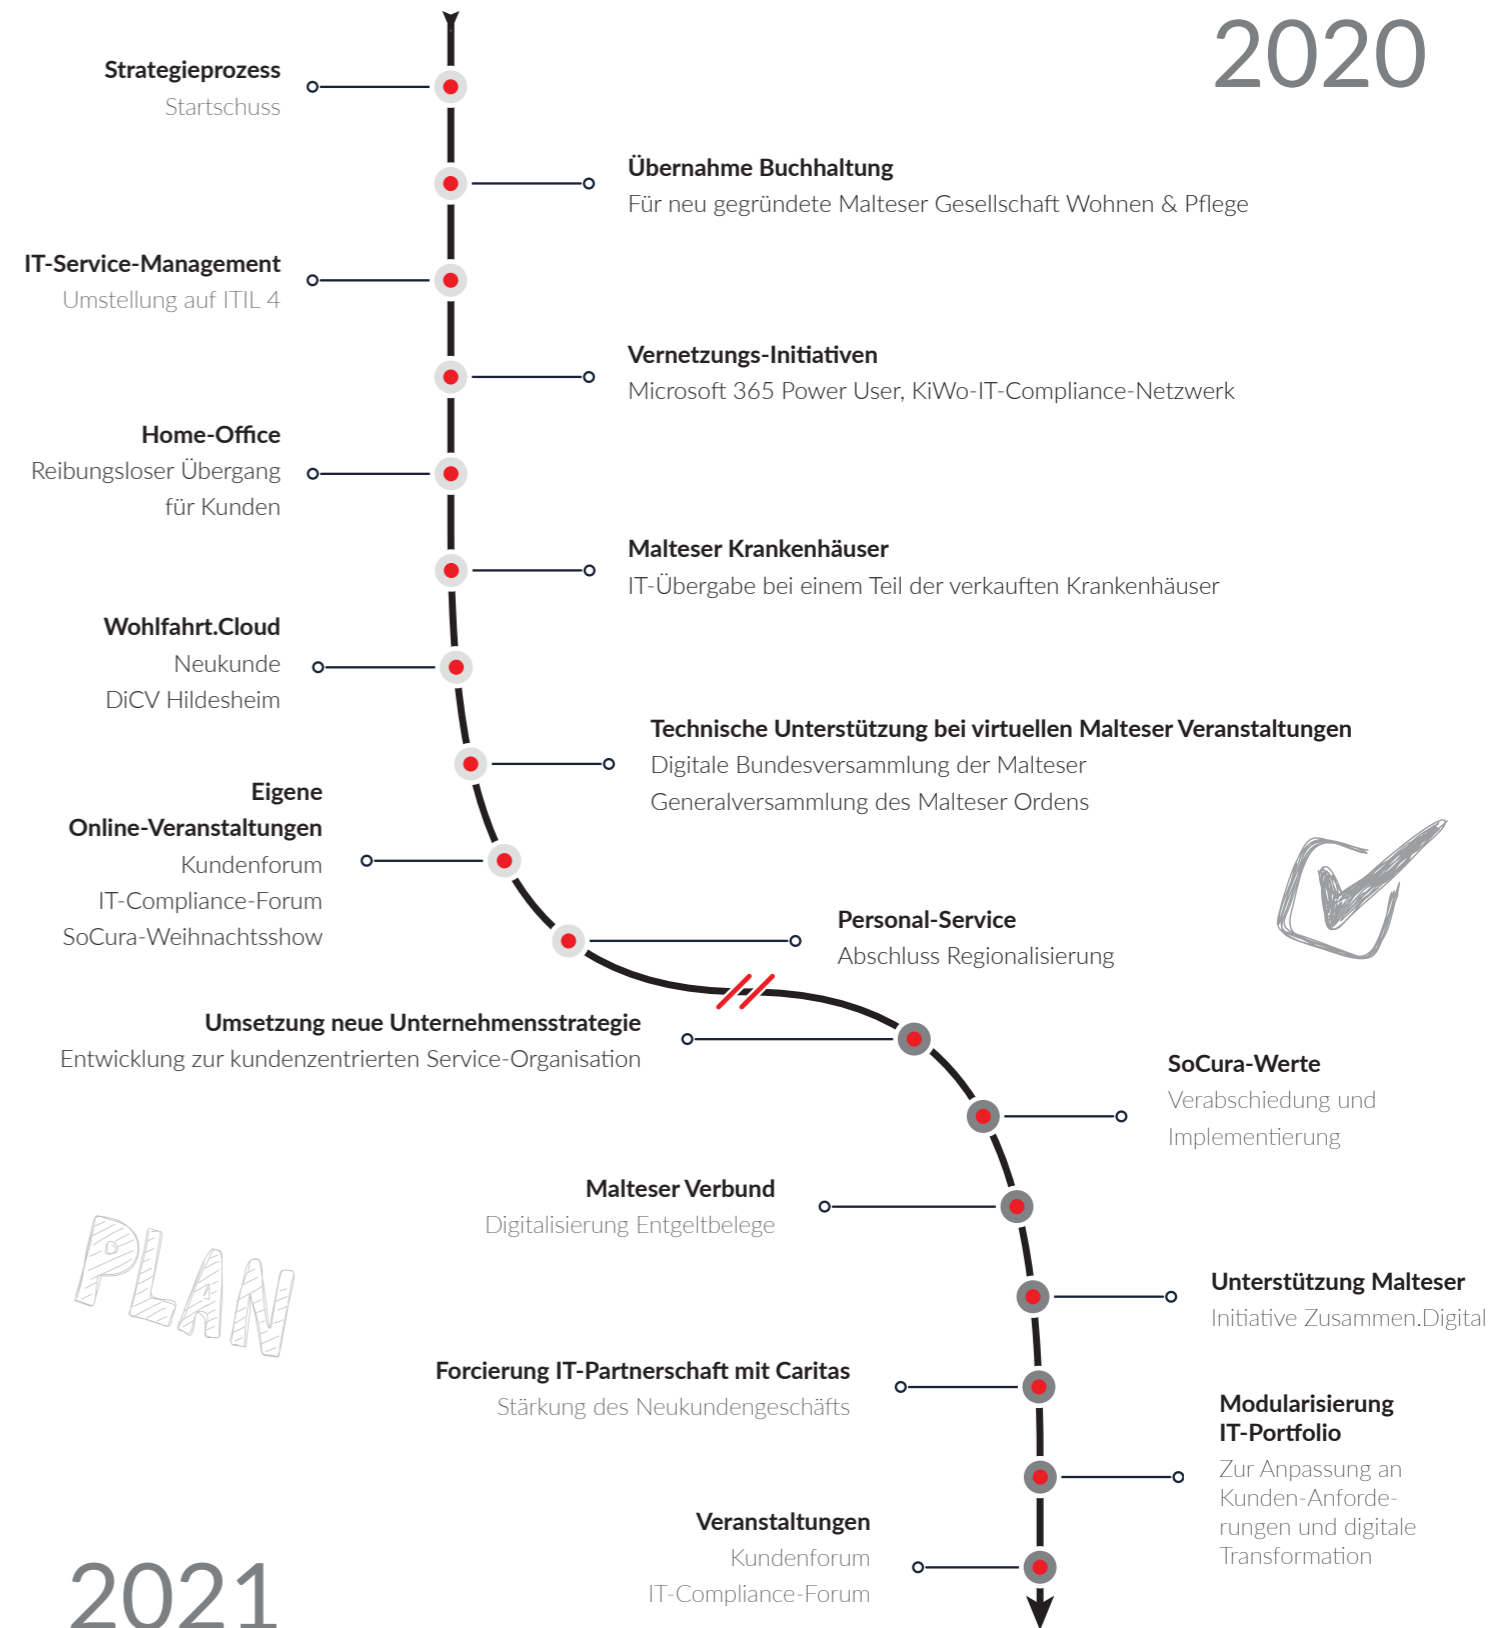 2020
Strategieprozess
Startschuss
Übernahme Buchhaltung
Für neu gegründete Malteser Gesellschaft Wohnen & Pflege
IT-Service-Management
Umstellung auf ITIL 4
Vernetzungs-Initiativen
Microsoft 365 Power User, KiWo-IT-Compliance-Netzwerk
Home-Office
Reibungsloser Übergang
für Kunden
Malteser Krankenhäuser
IT-Übergabe bei einem Teil der verkauften Krankenhäuser
Wohlfahrt.Cloud
Neukunde
DiCV Hildesheim
Technische Unterstützung bei virtuellen Malteser Veranstaltungen
Digitale Bundesversammlung der Malteser
Generalversammlung des Malteser Ordens
Eigene
Online-Veranstaltungen
Kundenforum
IT-Compliance-Forum
SoCura-Weihnachtsshow
Personal-Service
Abschluss Regionalisierung
Umsetzung neue Unternehmensstrategie
Entwicklung zur kundenzentrierten Service-Organisation
SoCura-Werte
Verabschiedung und
Implementierung
Malteser Verbund
Digitalisierung Entgeltbelege
PLAN
Unterstützung Malteser
Initiative Zusammen.Digital
Forcierung IT-Partnerschaft mit Caritas
Stärkung des Neukundengeschäfts
Modularisierung
IT-Portfolio
Zur Anpassung an
Kunden-Anforde-
rungen und digitale
Transformation
Veranstaltungen
Kundenforum
IT-Compliance-Forum
2021